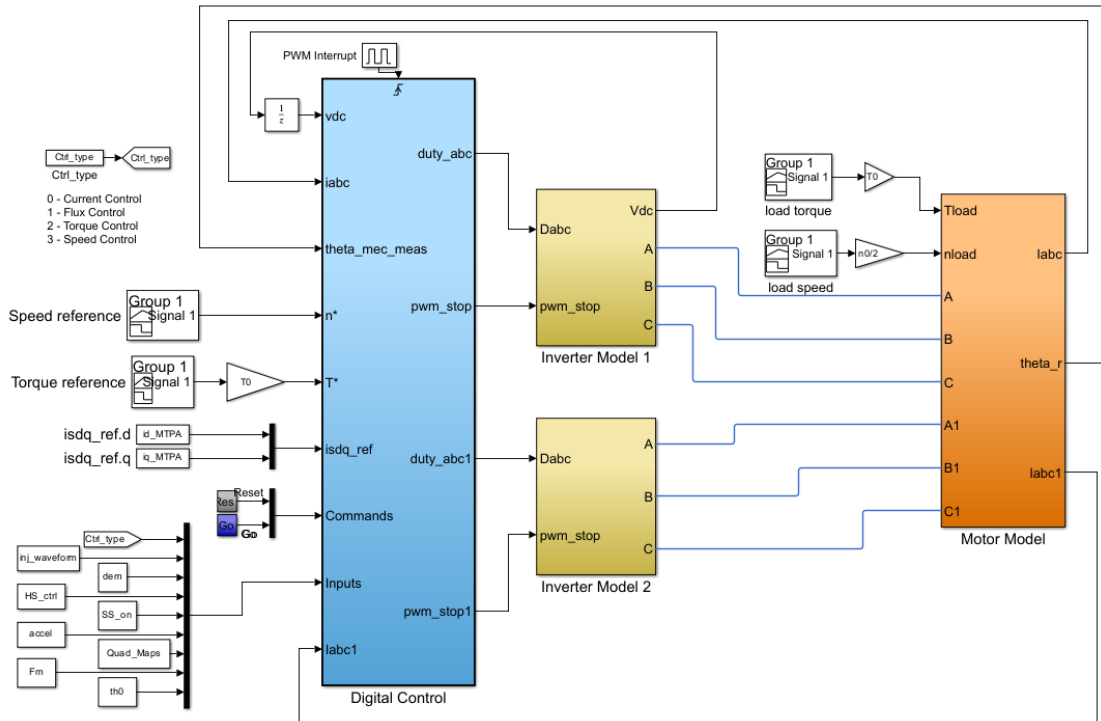 PWM Interrupt
1
z
vdc
duty_abc
Ctrl_type
Ctrl_type
Ctrl_type
0 - Current Control
1 - Flux Control
2 - Torque Control
3 - Speed Control
iabc
theta_mec_meas
pwm_stop
Speed reference
Group 1
Signal 1
n*
Torque reference
Group 1
Signal 1
T0
T*
isdq_ref.d
id_MTPA
isdq_ref.q
iq_MTPA
isdq_ref
duty_abc1
Reset
Res
Go
Go
Commands
Ctrl_type
inj_waveform
dem
HS_ctrl
SS_on
accel
Quad_Maps
Fm
th0
Inputs
pwm_stop1
Iabc1
Digital Control
Vdc
Dabc
A
B
pwm_stop
C
Inverter Model 1
A
Dabc
B
pwm_stop
C
Inverter Model 2
Group 1
Signal 1
T0
load torque
Group 1
Signal 1
n0/2
load speed
Tload
nload
Iabc
A
B
theta_r
C
A1
B1
Iabc1
C1
Motor Model